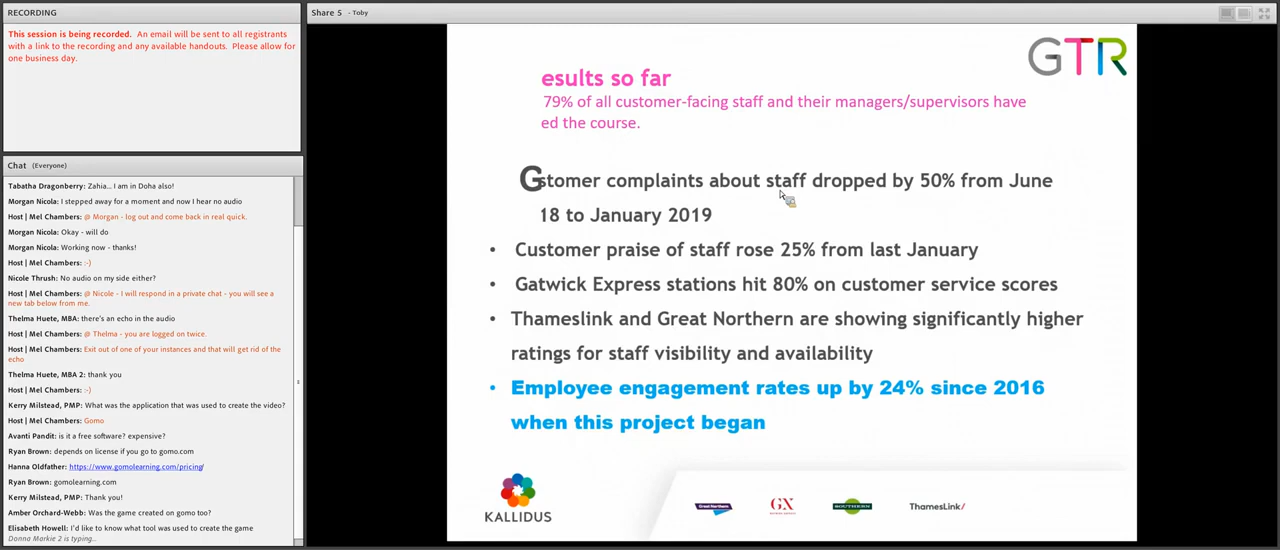 RECORDING
This session is being recorded. An email will be sent to all registrants
with a link to the recording and any available handouts. Please allow for
one business day.
Chat (Everyone)
Tabatha Dragonberry: Zahia... I am in Doha also!
Morgan Nicola: I stepped away for a moment and now I hear no audio
Host | Mel Chambers: @ Morgan - log out and come back in real quick.
Morgan Nicola: Okay - will do
Morgan Nicola: Working now - thanks!
Host | Mel Chambers: :-)
Nicole Thrush: No audio on my side either?
Host | Mel Chambers: @ Nicole - I will respond in a private chat - you will see a
new tab below from me.
Thelma Huete, MBA: there's an echo in the audio
Host | Mel Chambers: @ Thelma - you are logged on twice.
Host | Mel Chambers: Exit out of one of your instances and that will get rid of the
echo
Thelma Huete, MBA 2: thank you
Host | Mel Chambers: :-)
Kerry Milstead, PMP: What was the application that was used to create the video?
Host | Mel Chambers: Gomo
Avanti Pandit: is it a free software? expensive?
Ryan Brown: depends on license if you go to gomo.com
Hanna Oldfather: https://www.gomolearning.com/pricing/
Ryan Brown: gomolearning.com
Kerry Milstead, PMP: Thank you!
Amber Orchard-Webb: Was the game created on gomo too?
Elisabeth Howell: I'd like to know what tool was used to create the game
Donna Markie 2 is typing...
Share 5 - Toby
GTR
esults so far
79% of all customer-facing staff and their managers/supervisors have
ed the course.
G
stomer complaints about staff dropped by 50% from June
18 to January 2019
• Customer praise of staff rose 25% from last January
• Gatwick Express stations hit 80% on customer service scores
• Thameslink and Great Northern are showing significantly higher
ratings for staff visibility and availability
• Employee engagement rates up by 24% since 2016
when this project began
KALLIDUS
Great Northern
GX
SOUTHERN
ThamesLink/